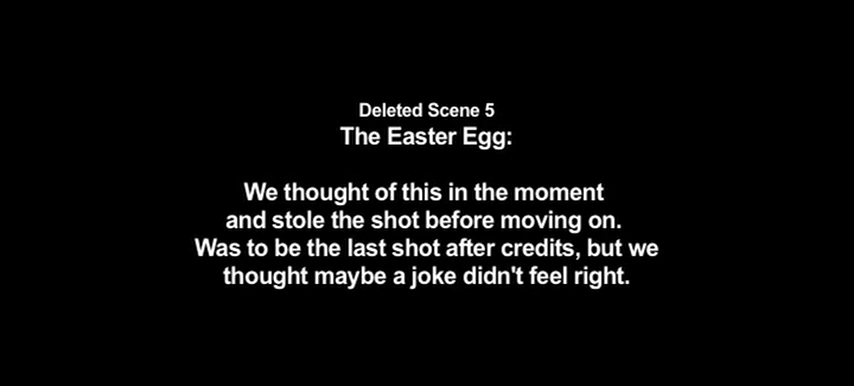 Deleted Scene 5
The Easter Egg:
We thought of this in the moment
and stole the shot before moving on.
Was to be the last shot after credits, but we
thought maybe a joke didn't feel right.